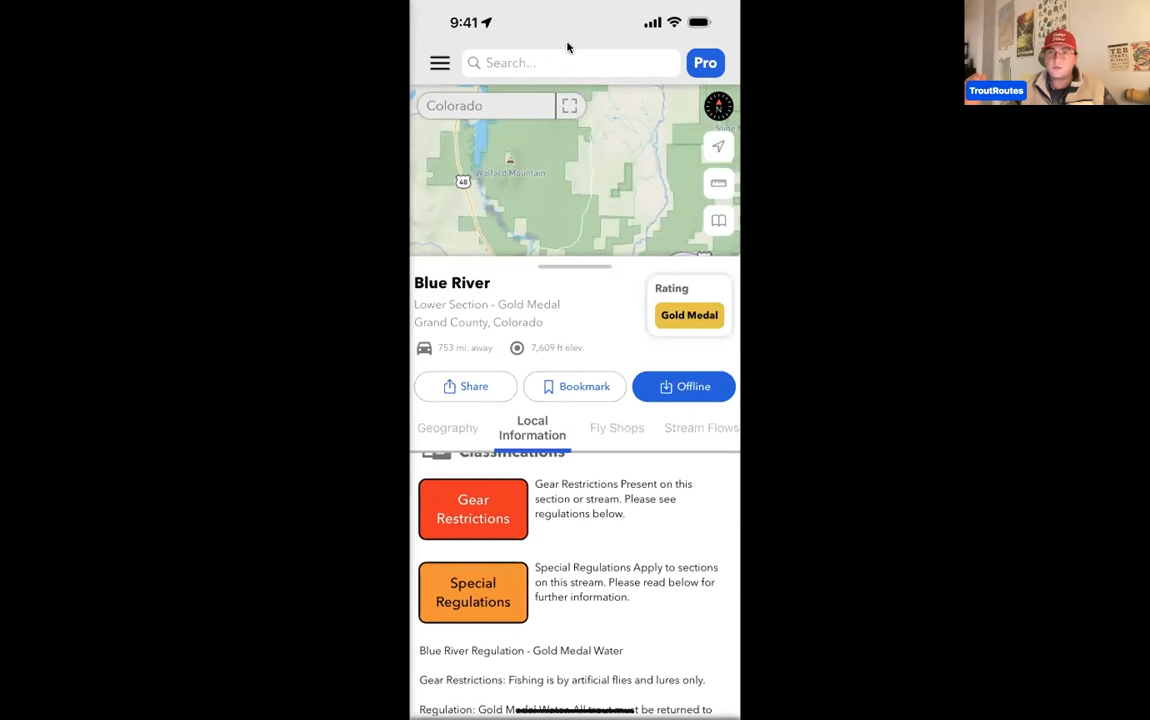 9:41
Search...
Pro
Colorado
N
40
Wolford Mountain
Blue River
Lower Section - Gold Medal
Grand County, Colorado
753 mi. away
7,609 ft elev.
Rating
Gold Medal
Share
Bookmark
Offline
Geography
Local
Information
Fly Shops
Stream Flows
Classifications
Gear
Restrictions
Gear Restrictions Present on this
section or stream. Please see
regulations below.
Special
Regulations
Special Regulations Apply to sections
on this stream. Please read below for
further information.
Blue River Regulation - Gold Medal Water
Gear Restrictions: Fishing is by artificial flies and lures only.
Regulation: Gold Medal Water. All trout must be returned to
TroutRoutes